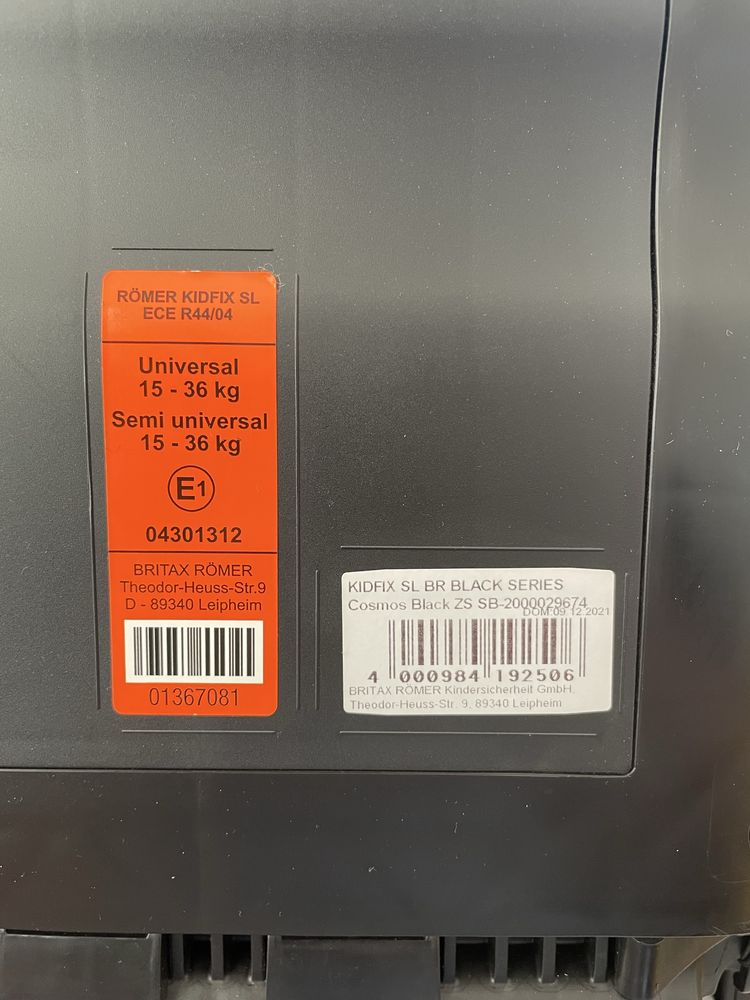 RÖMER KIDFIX SL
ECE R44/04
Universal
15 - 36 kg
Semi universal
15 - 36 kg
E1
04301312
BRITAX RÖMER
Theodor-Heuss-Str.9
D - 89340 Leipheim
01367081
KIDFIX SL BR BLACK SERIES
Cosmos Black ZS SB-2000029674
DOM:09.12.2021
4 000984 192506
BRITAX RÖMER Kindersicherheit GmbH,
Theodor-Heuss-Str. 9, 89340 Leipheim